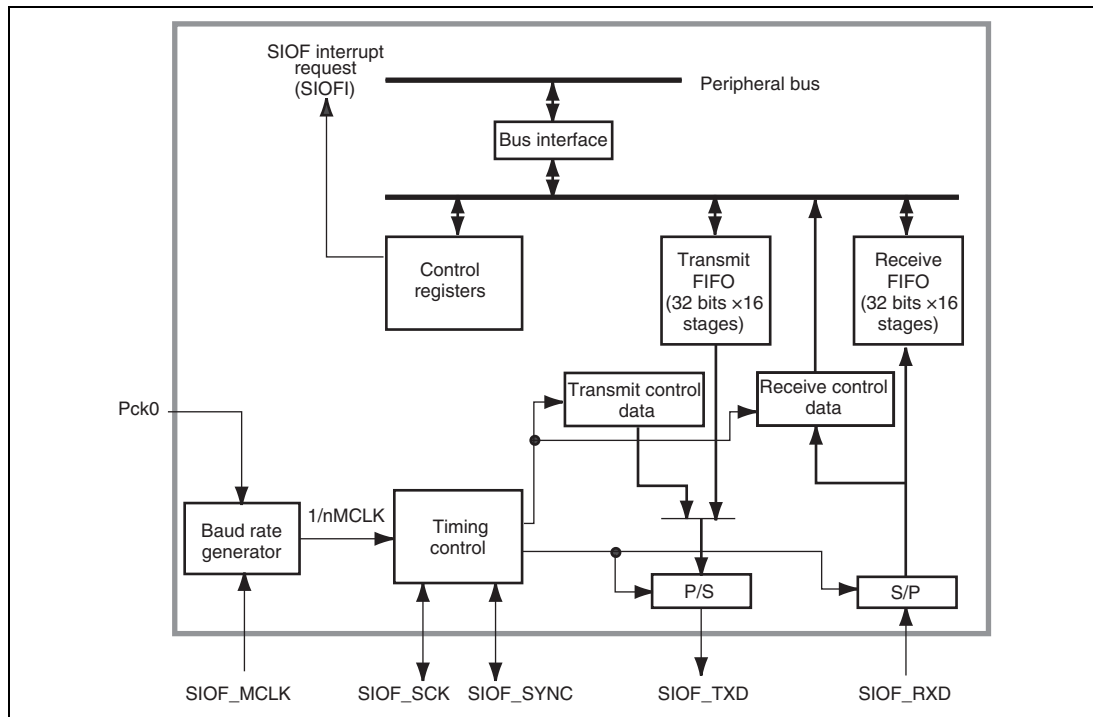 SIOF interrupt
request
(SIOFI)
Peripheral bus
Bus interface
Control
registers
Transmit
FIFO
(32 bits ×16
stages)
Receive
FIFO
(32 bits ×16
stages)
Transmit control
data
Receive control
data
Pck0
Baud rate
generator
1/nMCLK
Timing
control
P/S
S/P
SIOF_MCLK
SIOF_SCK
SIOF_SYNC
SIOF_TXD
SIOF_RXD